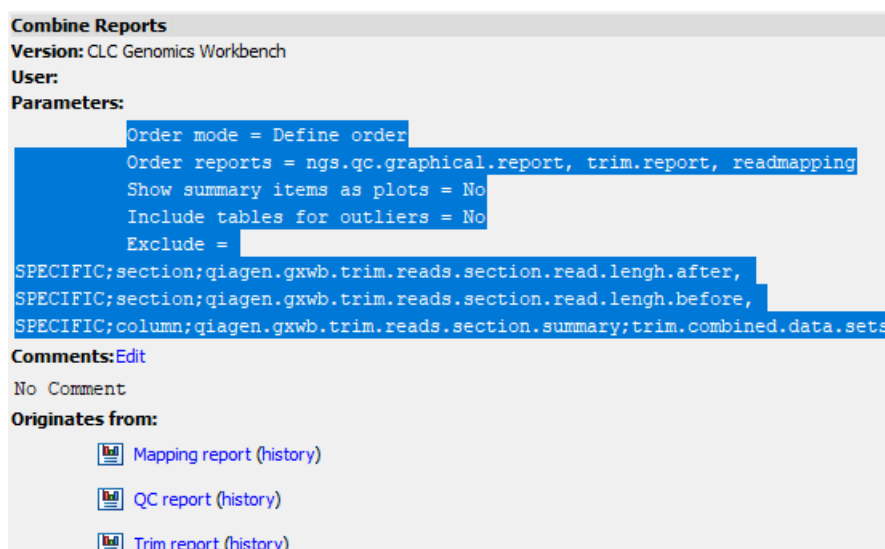 Combine Reports
Version: CLC Genomics Workbench
User:
Parameters:
Order mode = Define order
Order reports = ngs.qc.graphical.report, trim.report, readmapping
Show summary items as plots = No
Include tables for outliers = No
Exclude =
SPECIFIC;section;qiagen.gxwb.trim.reads.section.read.lengh.after,
SPECIFIC;section;qiagen.gxwb.trim.reads.section.read.lengh.before,
SPECIFIC;column;qiagen.gxwb.trim.reads.section.summary;trim.combined.data.sets
Comments:Edit
No Comment
Originates from:
Mapping report (history)
QC report (history)
Trim report (history)